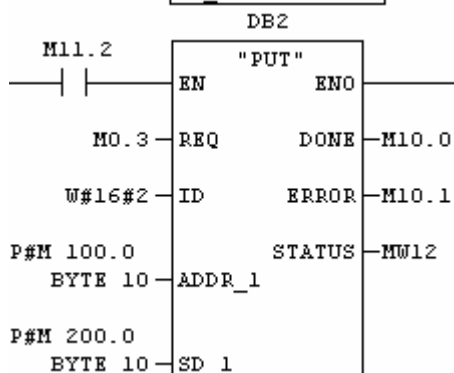 DB2
M11.2
"PUT"
EN ENO
M0.3 REQ DONE M10.0
W#16#2 ID ERROR M10.1
P#M 100.0 STATUS MW12
BYTE 10 ADDR_1
P#M 200.0
BYTE 10 SD_1